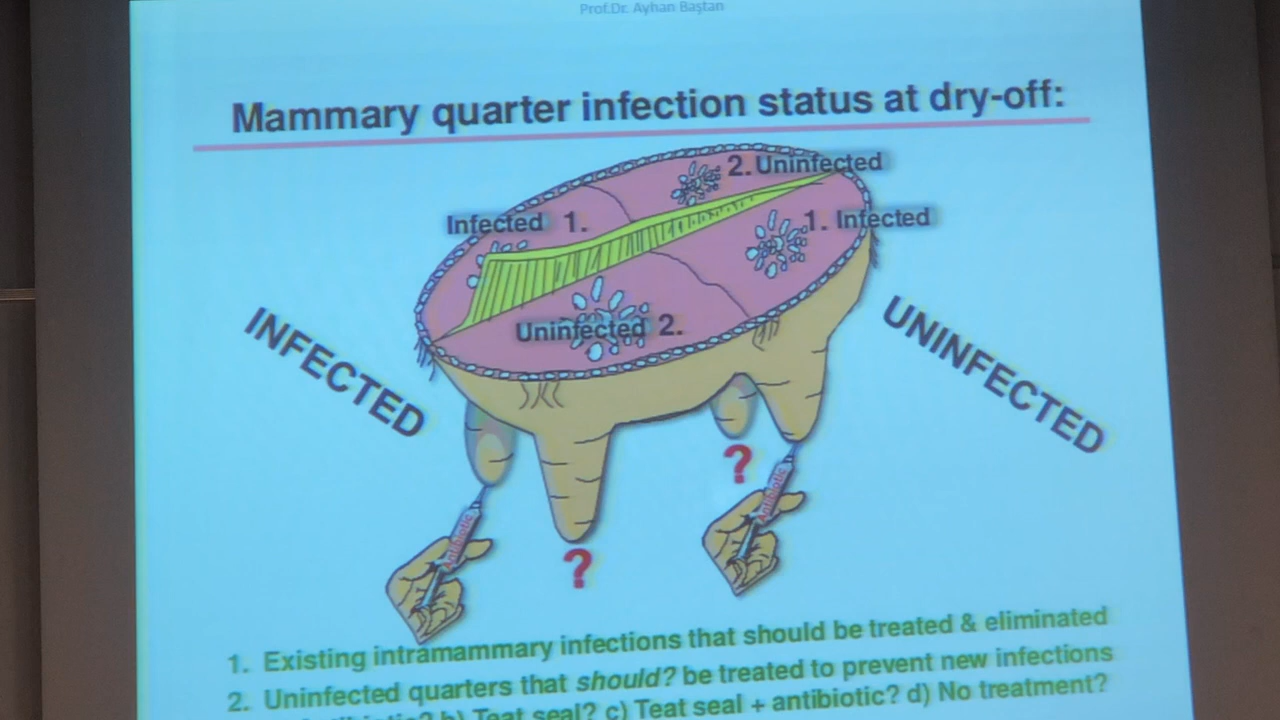 Prof.Dr. Ayhan Baştan
Mammary quarter infection status at dry-off:
2. Uninfected
Infected 1.
1. Infected
Uninfected 2.
INFECTED
UNINFECTED
?
Antibiotic
Antibiotic
?
1. Existing intramammary infections that should be treated & eliminated
2. Uninfected quarters that should? be treated to prevent new infections
b) Teat seal? c) Teat seal + antibiotic? d) No treatment?